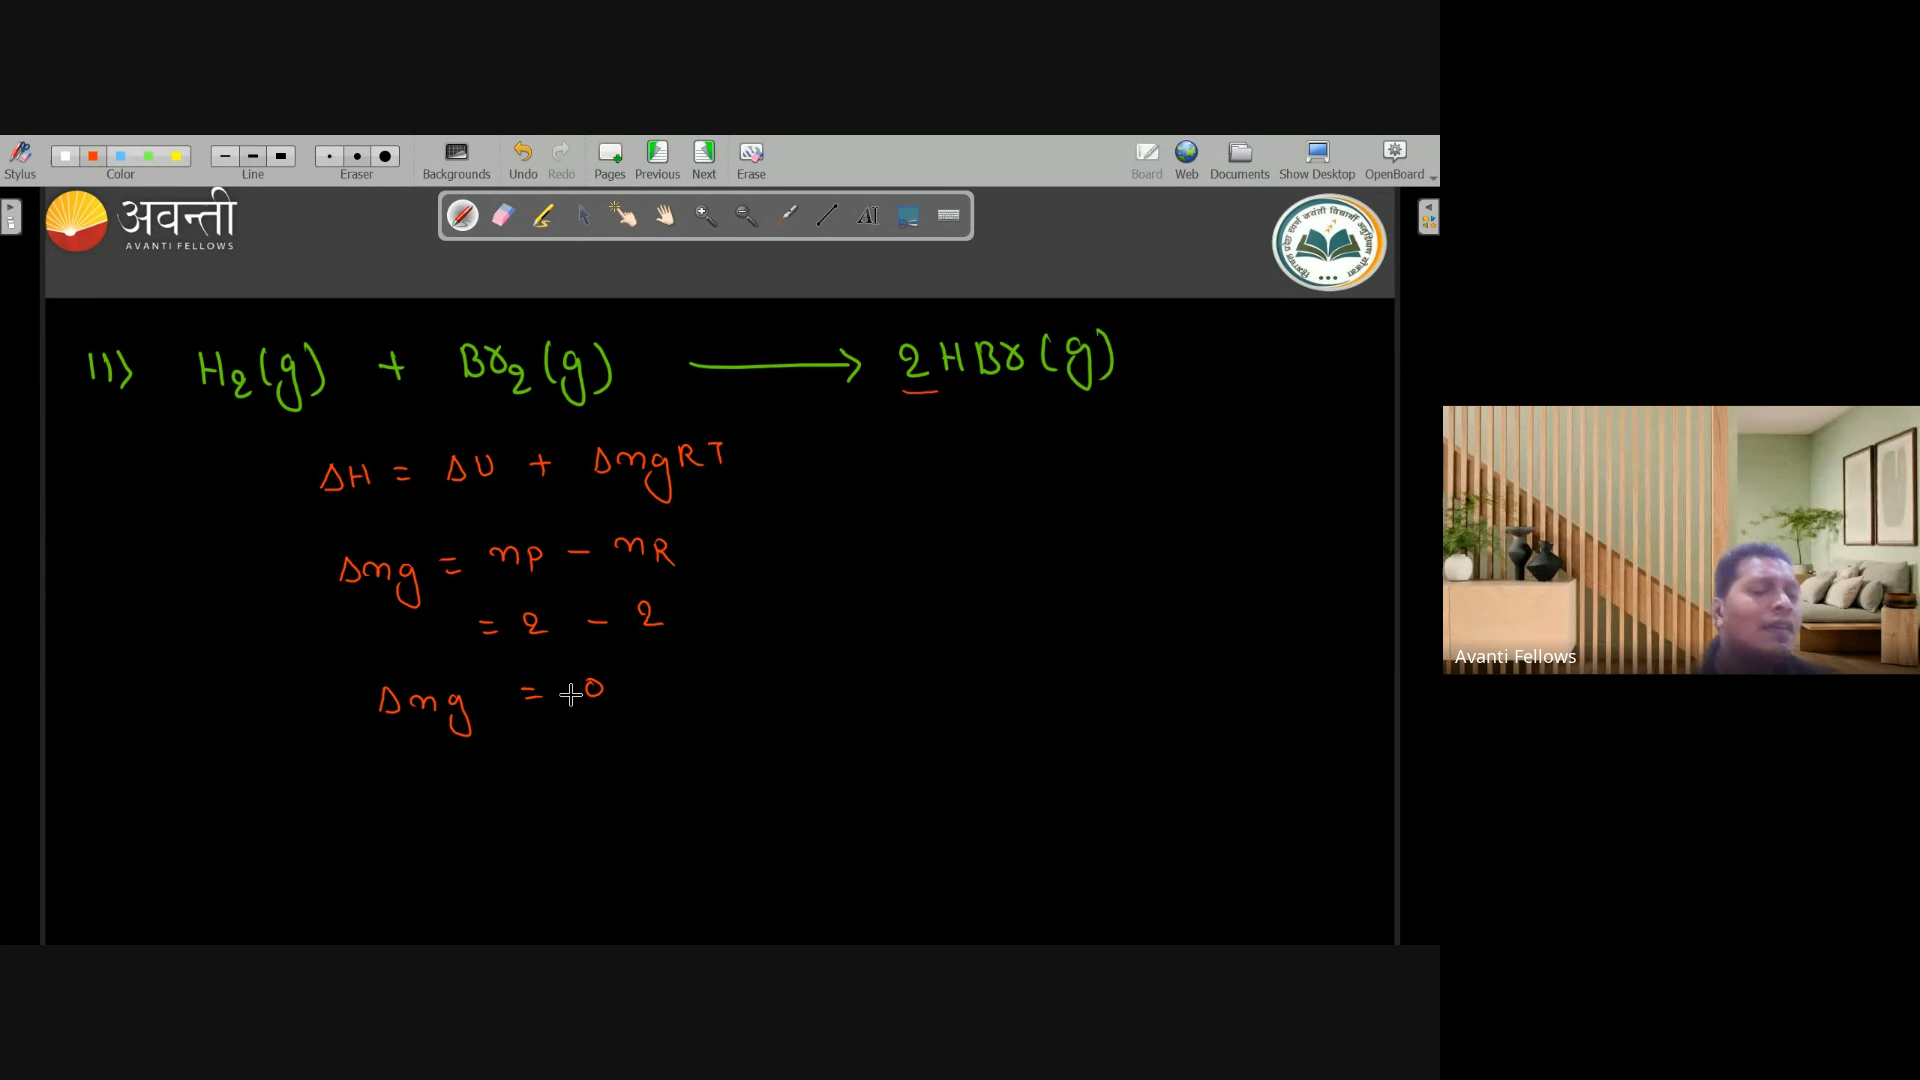 Stylus Color Line Eraser Backgrounds Undo Redo Pages Previous Next Erase Board Web Documents Show Desktop OpenBoard
अवन्ती
AVANTI FELLOWS
11) H₂(g) + Br₂(g) ⟶ 2HBr(g)
ΔH = ΔU + ΔngRT
Δng = nP - nR
= 2 - 2
Δng = 0
Avanti Fellows